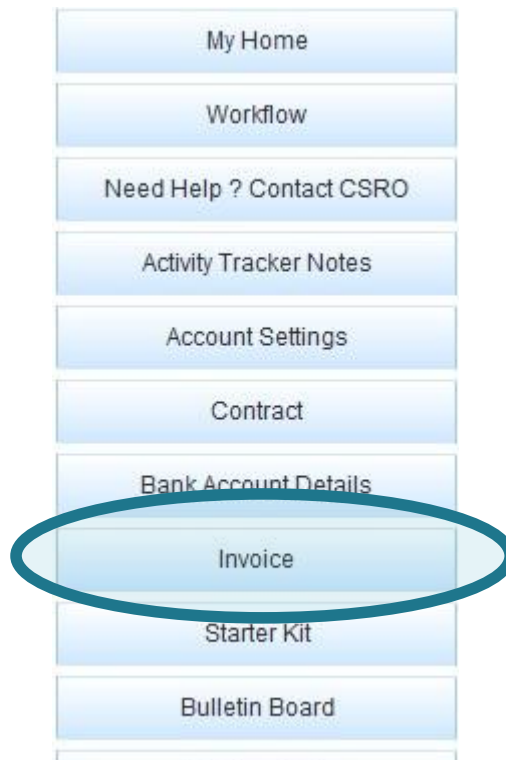 My Home
Workflow
Need Help ? Contact CSRO
Activity Tracker Notes
Account Settings
Contract
Bank Account Details
Invoice
Starter Kit
Bulletin Board